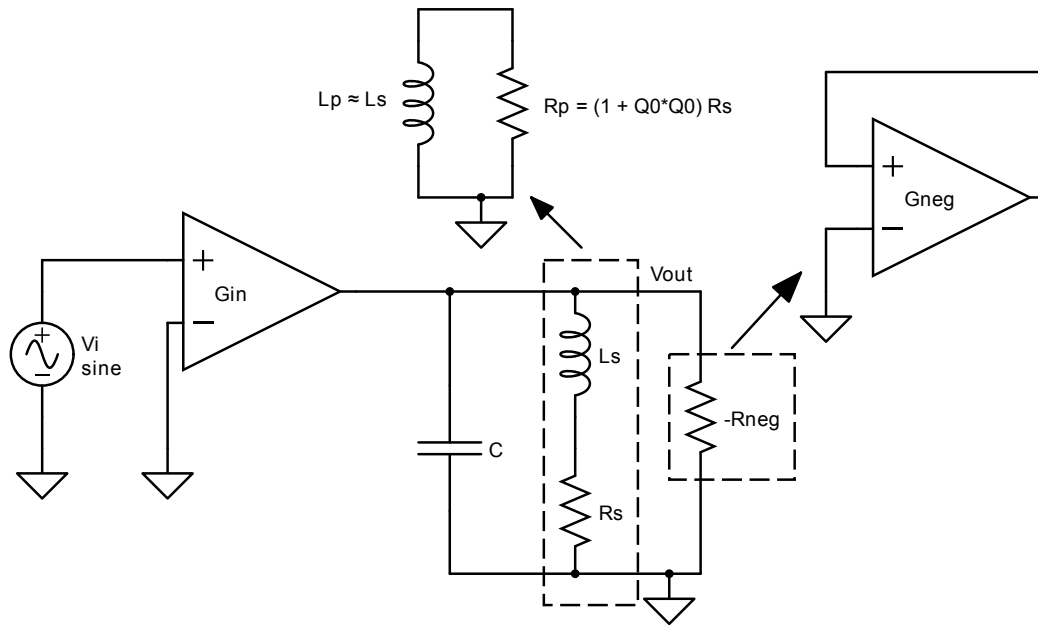 Lp ≈ Ls
Rp = (1 + Q0*Q0) Rs
+
Gneg
−
+
Gin
−
Vout
+
−
Vi
sine
Ls
-Rneg
C
Rs